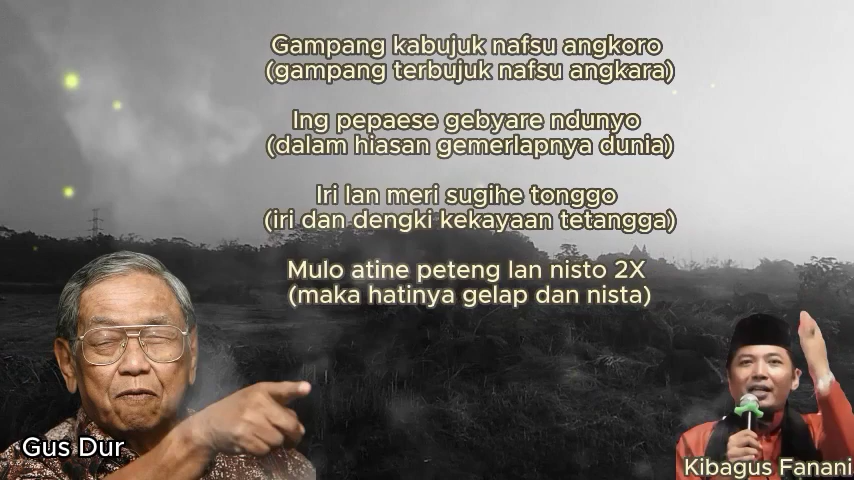 Gampang kabujuk nafsu angkoro
(gampang terbujuk nafsu angkara)
Ing pepaese gebyare ndunyo
(dalam hiasan gemerlapnya dunia)
Iri lan meri sugihe tonggo
(iri dan dengki kekayaan tetangga)
Mulo atine peteng lan nisto 2X
(maka hatinya gelap dan nista)
Gus Dur
Kibagus Fanani